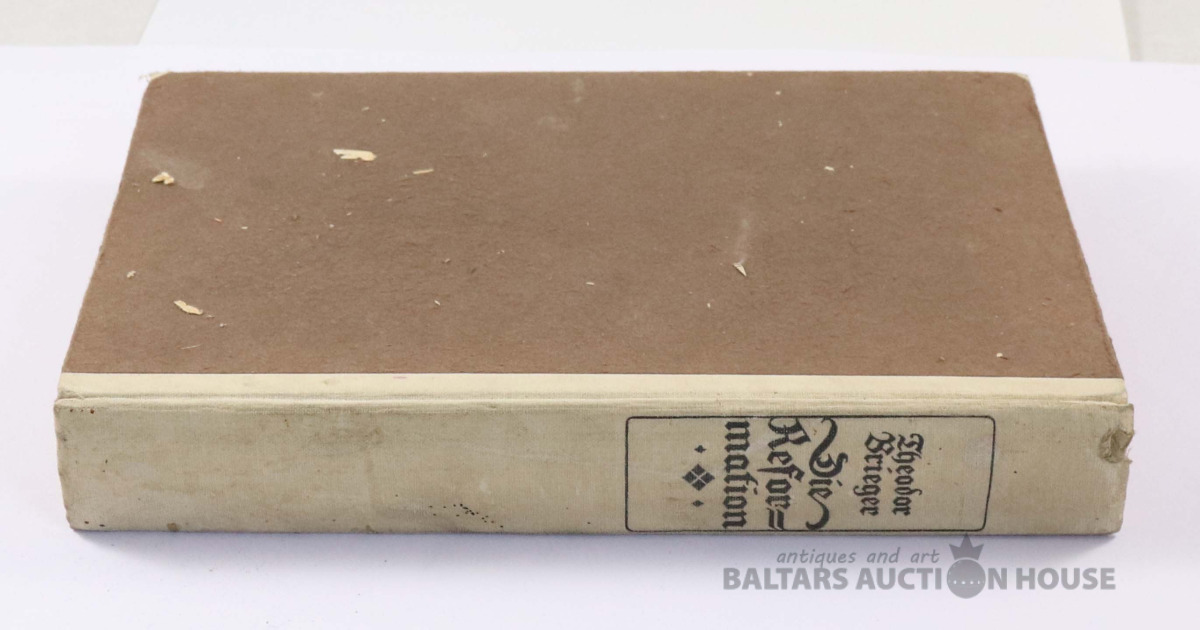 Theodor
Brieger
Die
Refor=
mation
antiques and art
BALTARS AUCTION HOUSE